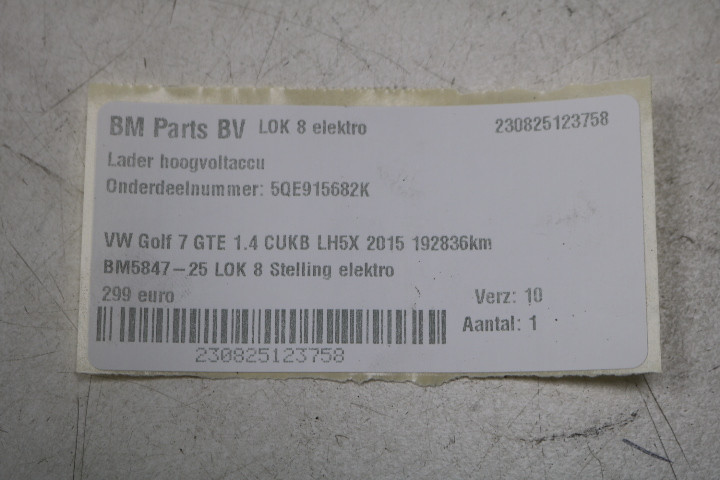 BM Parts BV LOK 8 elektro 230825123758
Lader hoogvoltaccu
Onderdeelnummer: 5QE915682K
VW Golf 7 GTE 1.4 CUKB LH5X 2015 192836km
BM5847-25 LOK 8 Stelling elektro
299 euro Verz: 10
Aantal: 1
230825123758